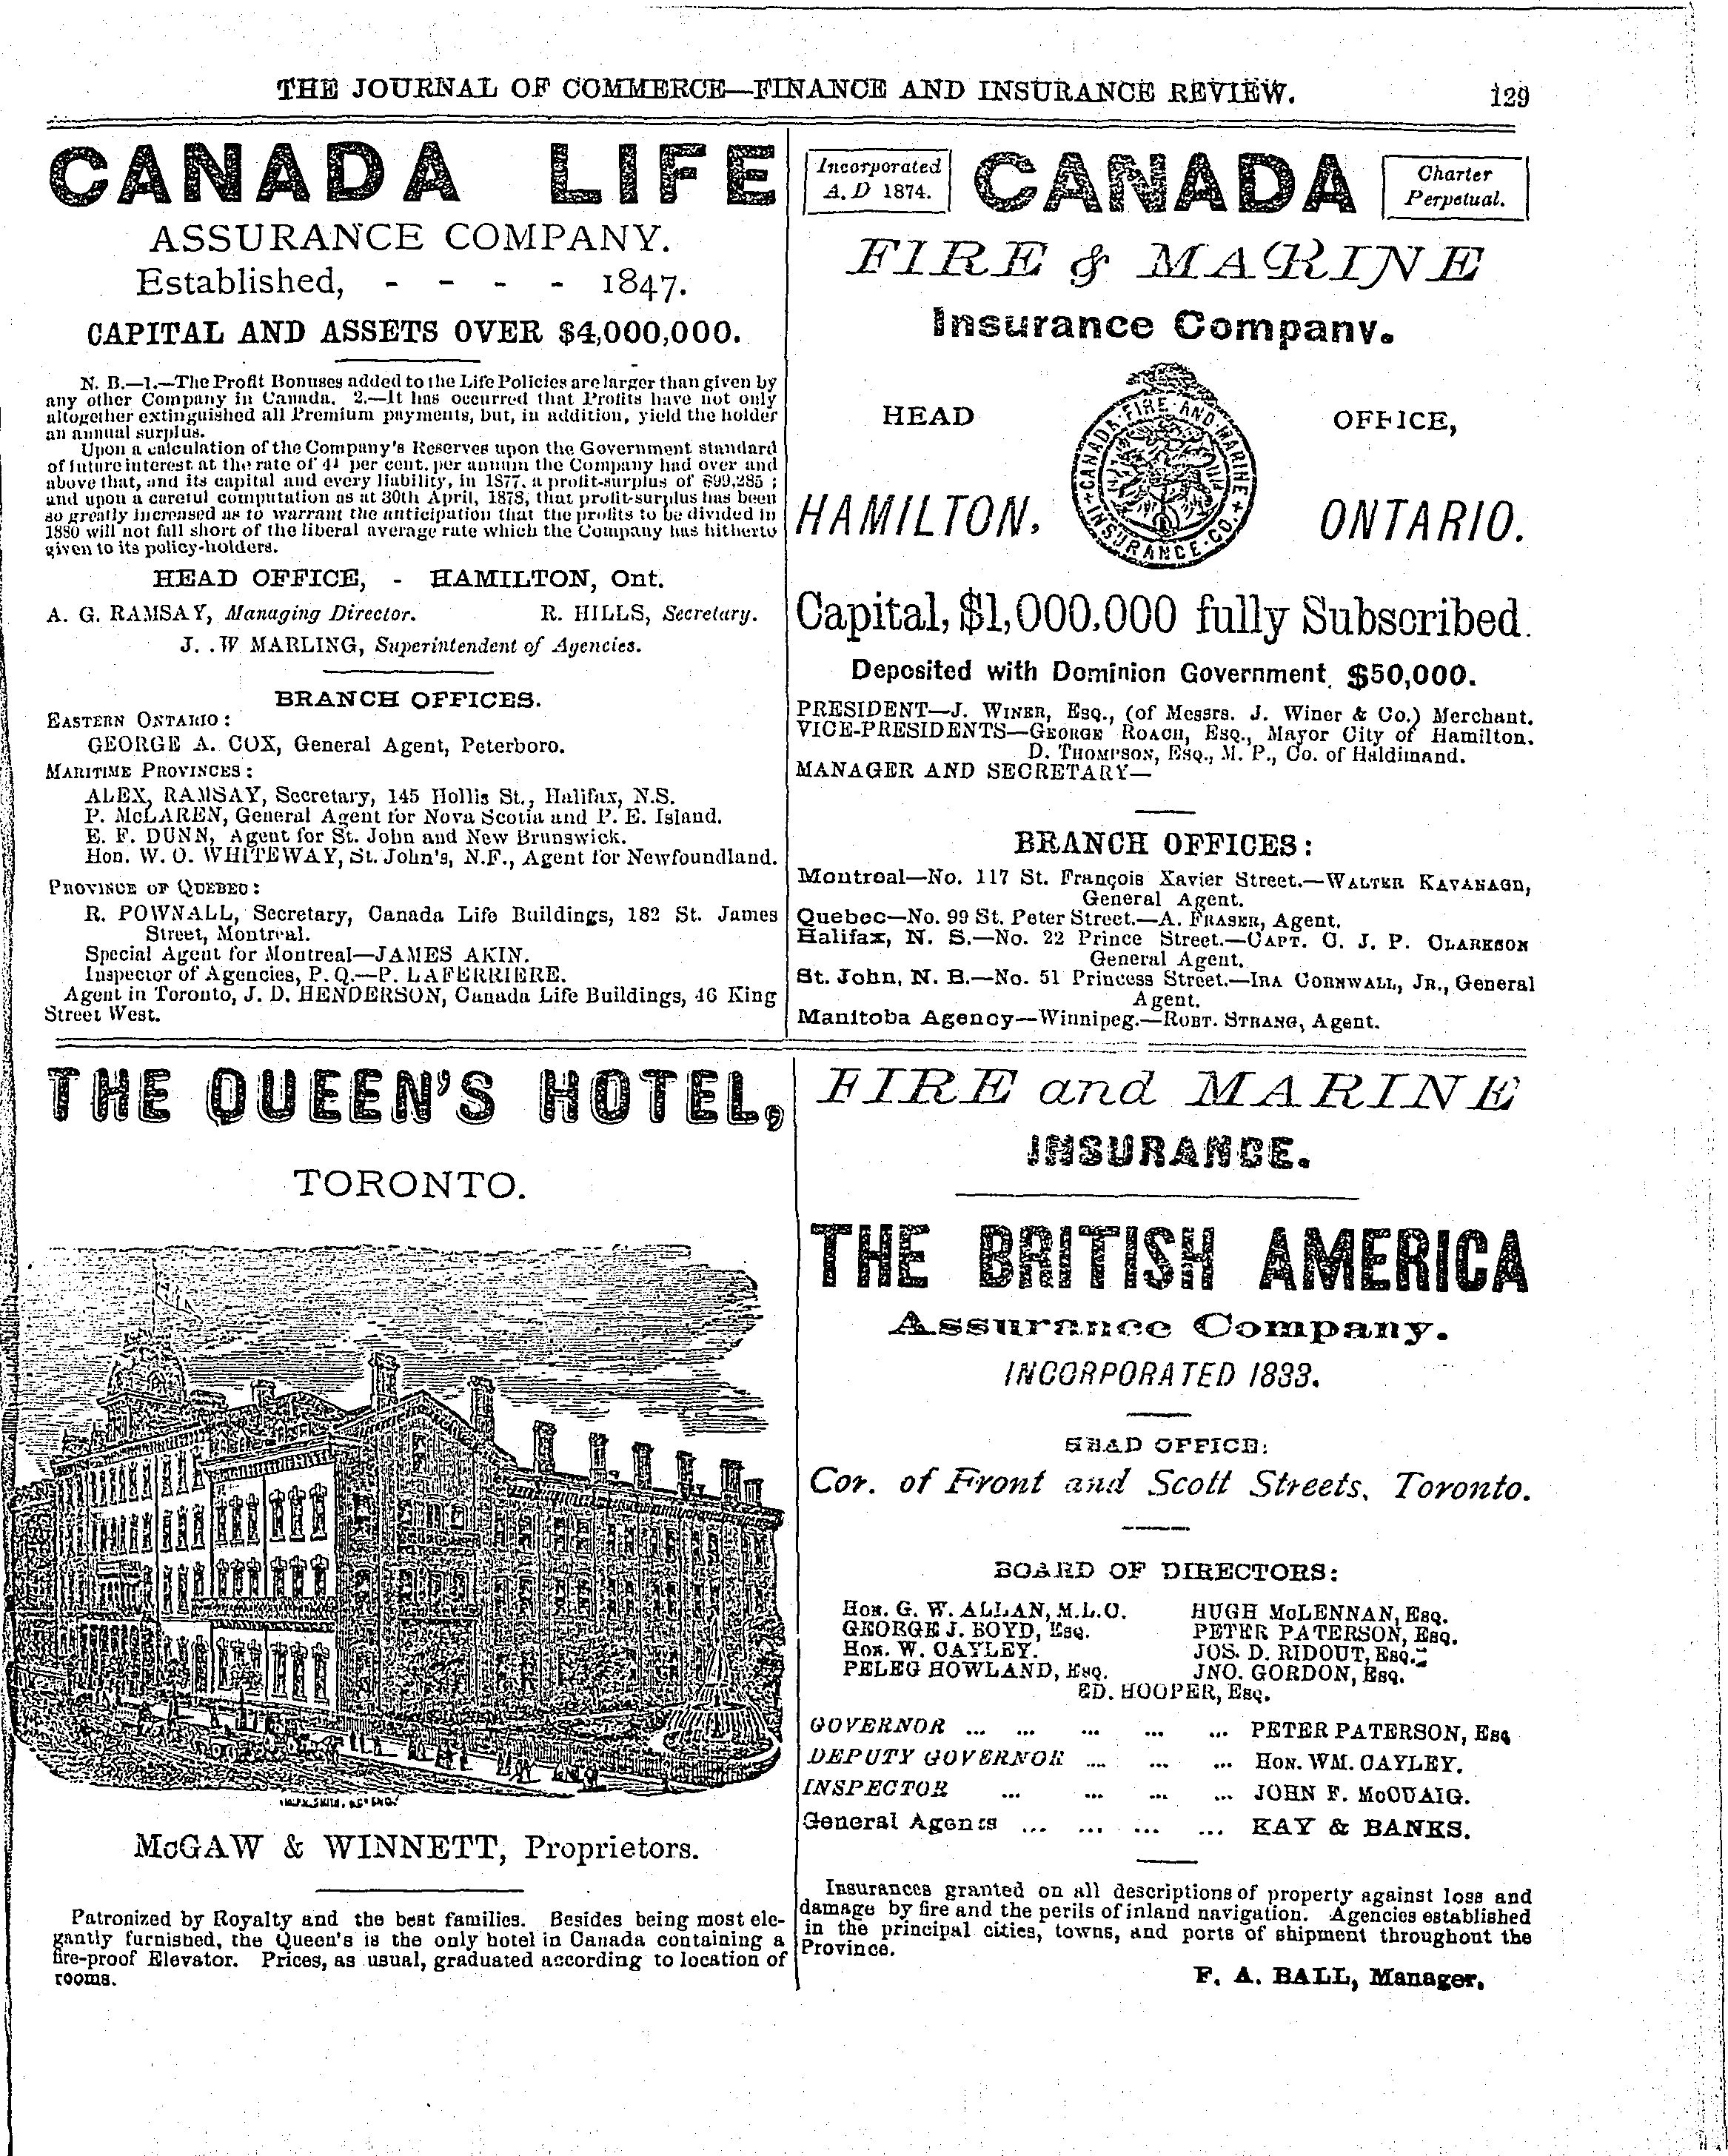 THE JOURNAL OF COMMERCE—FINANCE AND INSURANCE REVIEW. 129
CANADA LIFE
ASSURANCE COMPANY.
Established, - - - - 1847.
CAPITAL AND ASSETS OVER $4,000,000.
N. B.—1.—The Profit Bonuses added to the Life Policies are larger than given by
any other Company in Canada. 2.—It has occurred that Profits have not only
altogether extinguished all Premium payments, but, in addition, yield the holder
an annual surplus.
Upon a calculation of the Company's Reserves upon the Government standard
of future interest at the rate of per cent. per annum the Company had over and
above that, and its capital and every liability, in 1877, a profit-surplus of
and upon a careful computation as at 30th April, 1878, that profit-surplus has been
so greatly increased as to warrant the anticipation that the profits to be divided in
1880 will not fall short of the liberal average rate which the Company has hitherto
given to its policy-holders.
HEAD OFFICE, - HAMILTON, Ont.
A. G. RAMSAY, Managing Director. R. HILLS, Secretary.
J. .W MARLING, Superintendent of Agencies.
BRANCH OFFICES.
EASTERN ONTARIO:
GEORGE A. COX, General Agent, Peterboro.
MARITIME PROVINCES:
ALEX, RAMSAY, Secretary, 145 Hollis St., Halifax, N.S.
P. McLAREN, General Agent for Nova Scotia and P. E. Island.
E. F. DUNN, Agent for St. John and New Brunswick.
Hon. W. O. WHITEWAY, St. John's, N.F., Agent for Newfoundland.
PROVINCE OF QUEBEC:
R. POWNALL, Secretary, Canada Life Buildings, 182 St. James
Street, Montreal.
Special Agent for Montreal—JAMES AKIN.
Inspector of Agencies, P. Q.—P. LAFERRIERE.
Agent in Toronto, J. D. HENDERSON, Canada Life Buildings, 46 King
Street West.
Incorporated
A. D 1874.
CANADA
Charter
Perpetual.
FIRE & MARINE
Insurance Company.
HEAD OFFICE,
CANADA FIRE AND MARINE INSURANCE CO.
HAMILTON, ONTARIO.
Capital, $1,000,000 fully Subscribed.
Deposited with Dominion Government, $50,000.
PRESIDENT—J. WINER, ESQ., (of Messrs. J. Winer & Co.) Merchant.
VICE-PRESIDENTS—GEORGE ROACH, ESQ., Mayor City of Hamilton.
D. THOMPSON, ESQ., M. P., Co. of Haldimand.
MANAGER AND SECRETARY—
BRANCH OFFICES:
Montreal—No. 117 St. François Xavier Street.—WALTER KAVANAGH,
General Agent.
Quebec—No. 99 St. Peter Street.—A. FRASER, Agent.
Halifax, N. S.—No. 22 Prince Street.—CAPT. C. J. P. CLARKSON
General Agent.
St. John, N. B.—No. 51 Princess Street.—IRA CORNWALL, JR., General
Agent.
Manitoba Agency—Winnipeg.—ROBT. STRANG, Agent.
THE QUEEN'S HOTEL,
TORONTO.
McGAW & WINNETT, Proprietors.
Patronized by Royalty and the best families. Besides being most ele-
gantly furnished, the Queen's is the only hotel in Canada containing a
fire-proof Elevator. Prices, as usual, graduated according to location of
rooms.
FIRE and MARINE
INSURANCE.
THE BRITISH AMERICA
Assurance Company.
INCORPORATED 1833.
HEAD OFFICE:
Cor. of Front and Scott Streets, Toronto.
BOARD OF DIRECTORS:
HON. G. W. ALLAN, M.L.C. HUGH McLENNAN, ESQ.
GEORGE J. BOYD, Esq. PETER PATERSON, ESQ.
HON. W. CAYLEY. JOS. D. RIDOUT, ESQ.
PELEG HOWLAND, Esq. JNO. GORDON, ESQ.
ED. HOOPER, ESQ.
GOVERNOR ... ... ... ... ... PETER PATERSON, ESQ
DEPUTY GOVERNOR ... ... ... HON. WM. CAYLEY.
INSPECTOR ... ... ... ... JOHN F. McCUAIG.
General Agents ... ... ... ... KAY & BANKS.
Insurances granted on all descriptions of property against loss and
damage by fire and the perils of inland navigation. Agencies established
in the principal cities, towns, and ports of shipment throughout the
Province.
F. A. BALL, Manager.